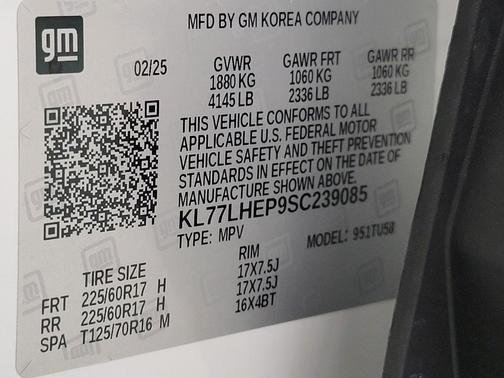 gm
MFD BY GM KOREA COMPANY
02/25
GVWR GAWR FRT GAWR RR
1880 KG 1060 KG 1060 KG
4145 LB 2336 LB 2336 LB
THIS VEHICLE CONFORMS TO ALL
APPLICABLE U.S. FEDERAL MOTOR
VEHICLE SAFETY AND THEFT PREVENTION
STANDARDS IN EFFECT ON THE DATE OF
MANUFACTURE SHOWN ABOVE.
KL77LHEP9SC239085
TYPE: MPV MODEL: 951TU58
TIRE SIZE RIM
FRT 225/60R17 H 17X7.5J
RR 225/60R17 H 17X7.5J
SPA T125/70R16 M 16X4BT